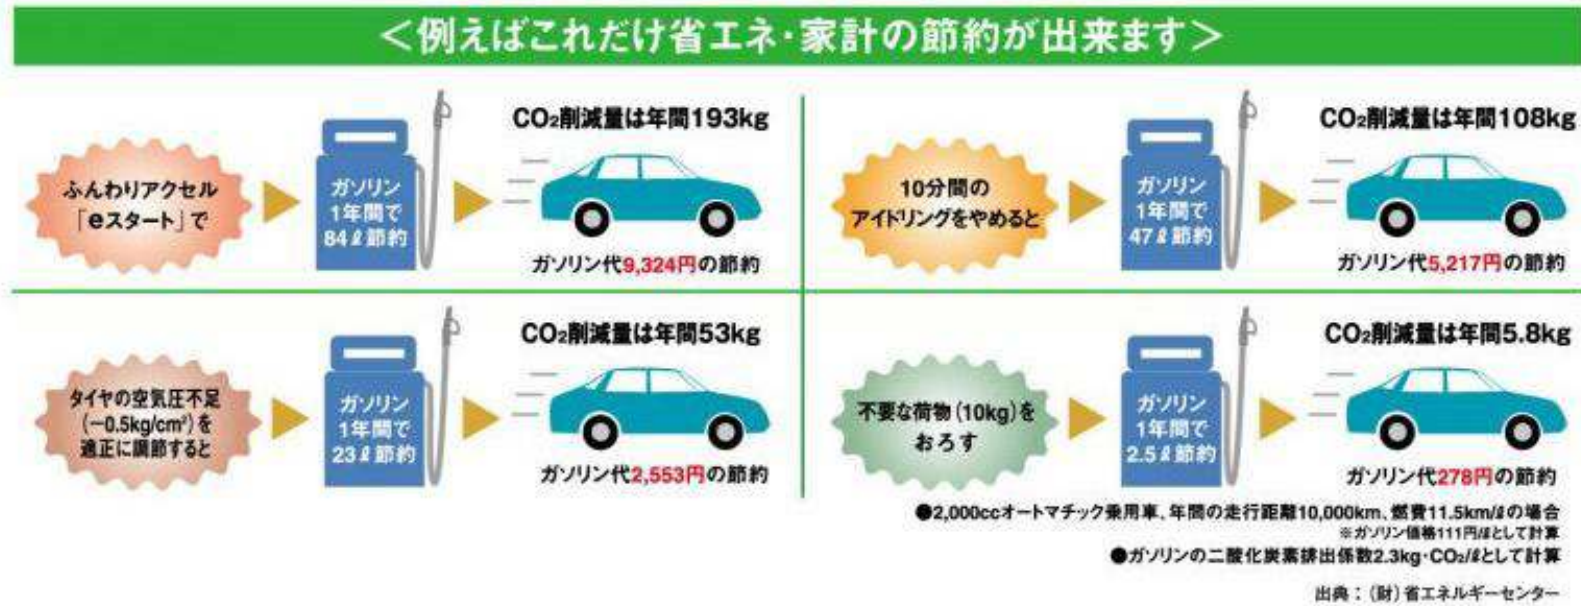 <例えばこれだけ省エネ・家計の節約が出来ます>
ふんわりアクセル
「eスタート」で
ガソリン
1年間で
84ℓ節約
CO₂削減量は年間193kg
ガソリン代9,324円の節約
10分間の
アイドリングをやめると
ガソリン
1年間で
47ℓ節約
CO₂削減量は年間108kg
ガソリン代5,217円の節約
タイヤの空気圧不足
(−0.5kg/cm²)を
適正に調節すると
ガソリン
1年間で
23ℓ節約
CO₂削減量は年間53kg
ガソリン代2,553円の節約
不要な荷物(10kg)を
おろす
ガソリン
1年間で
2.5ℓ節約
CO₂削減量は年間5.8kg
ガソリン代278円の節約
●2,000ccオートマチック乗用車、年間の走行距離10,000km、燃費11.5km/ℓの場合
※ガソリン価格111円/ℓとして計算
●ガソリンの二酸化炭素排出係数2.3kg・CO₂/ℓとして計算
出典：(財)省エネルギーセンター